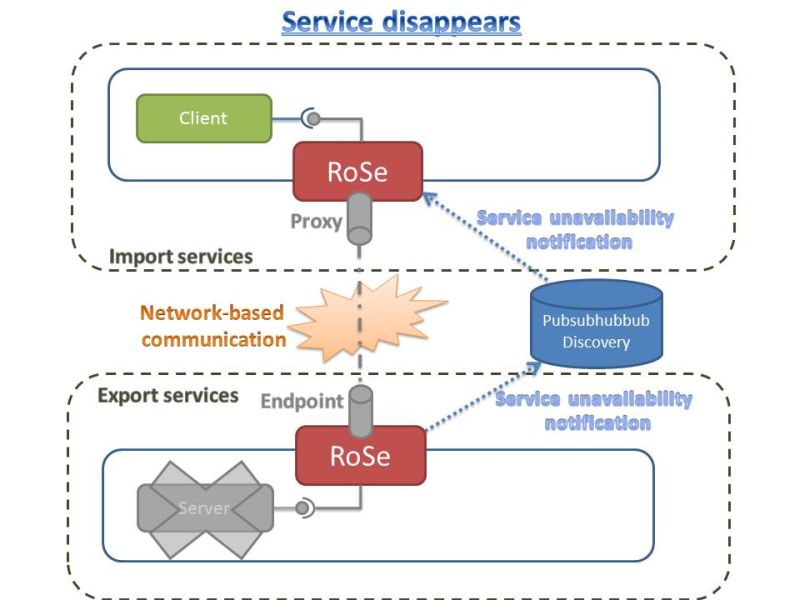 Service disappears
Client
RoSe
Proxy
Service unavailability
notification
Import services
Network-based
communication
Pubsubhubbub
Discovery
Export services
Endpoint
Service unavailability
notification
RoSe
Server